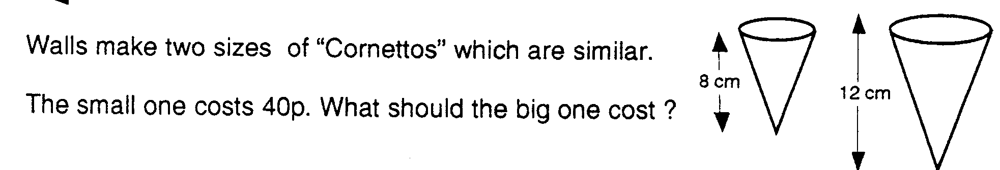 Walls make two sizes of “Cornettos” which are similar.
8 cm
12 cm
The small one costs 40p. What should the big one cost ?